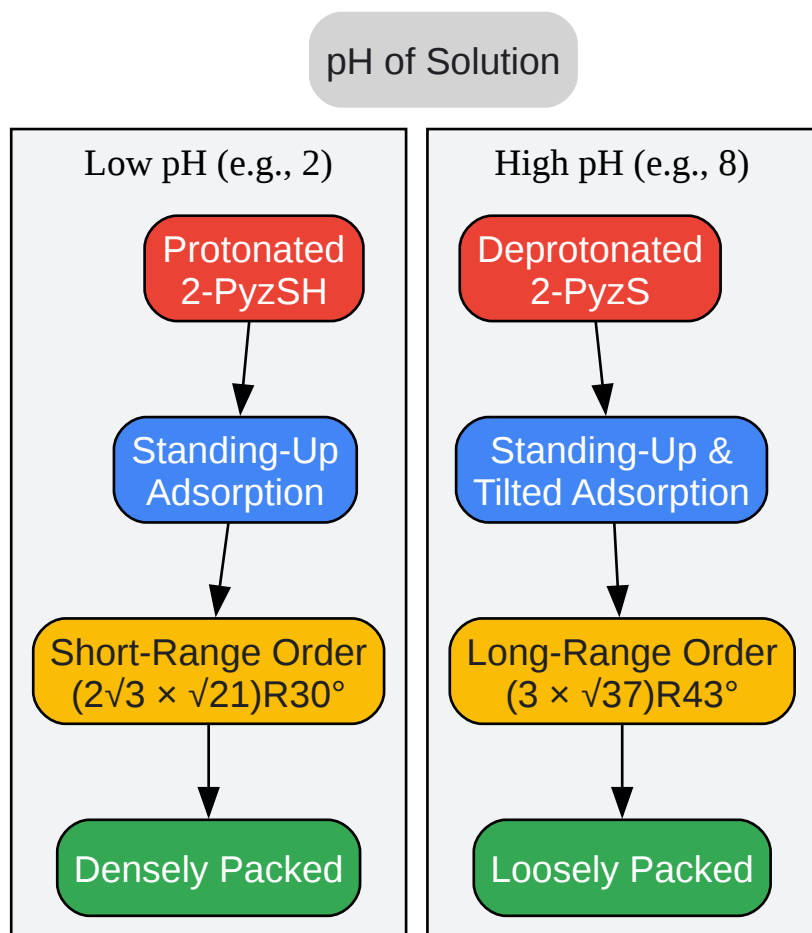 pH of Solution
Low pH (e.g., 2)
Protonated
2-PyzSH
Standing-Up
Adsorption
Short-Range Order
(2√3 × √21)R30°
Densely Packed
High pH (e.g., 8)
Deprotonated
2-PyzS
Standing-Up &
Tilted Adsorption
Long-Range Order
(3 × √37)R43°
Loosely Packed